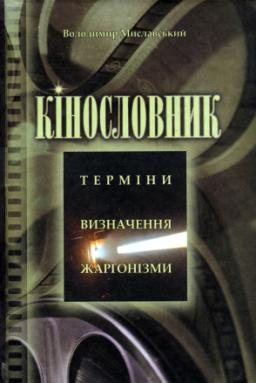 Володимир Миславський
КІНОСЛОВНИК
ТЕРМІНИ
ВИЗНАЧЕННЯ
ЖАРГОНІЗМИ